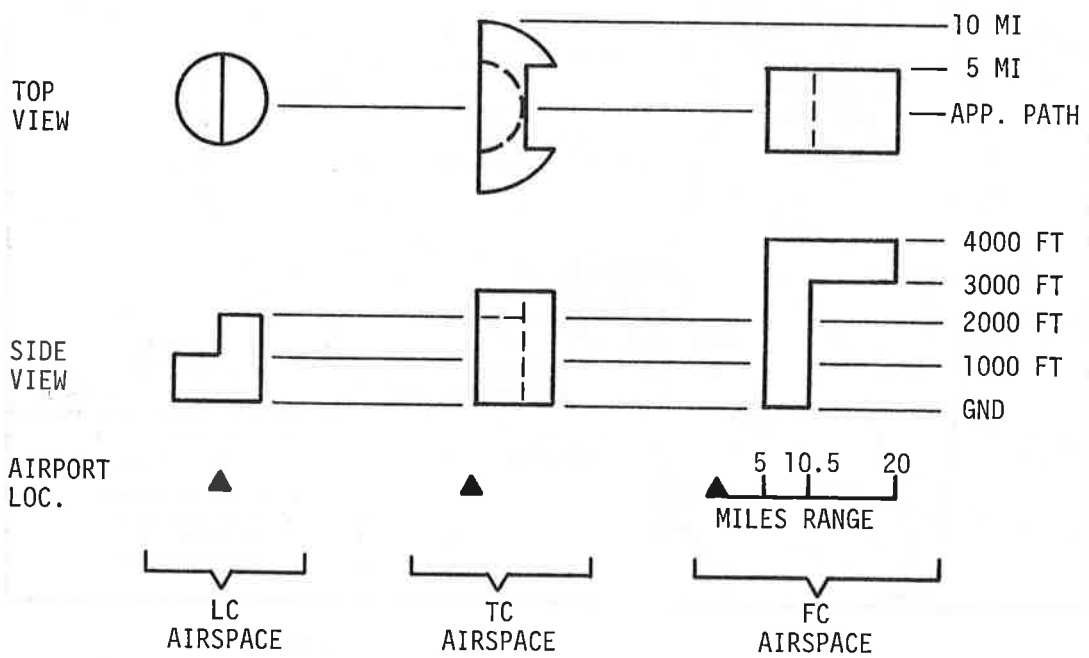 10 MI
TOP
VIEW
5 MI
APP. PATH
4000 FT
3000 FT
2000 FT
SIDE
VIEW
1000 FT
GND
AIRPORT
LOC.
5 10.5 20
MILES RANGE
LC
AIRSPACE
TC
AIRSPACE
FC
AIRSPACE